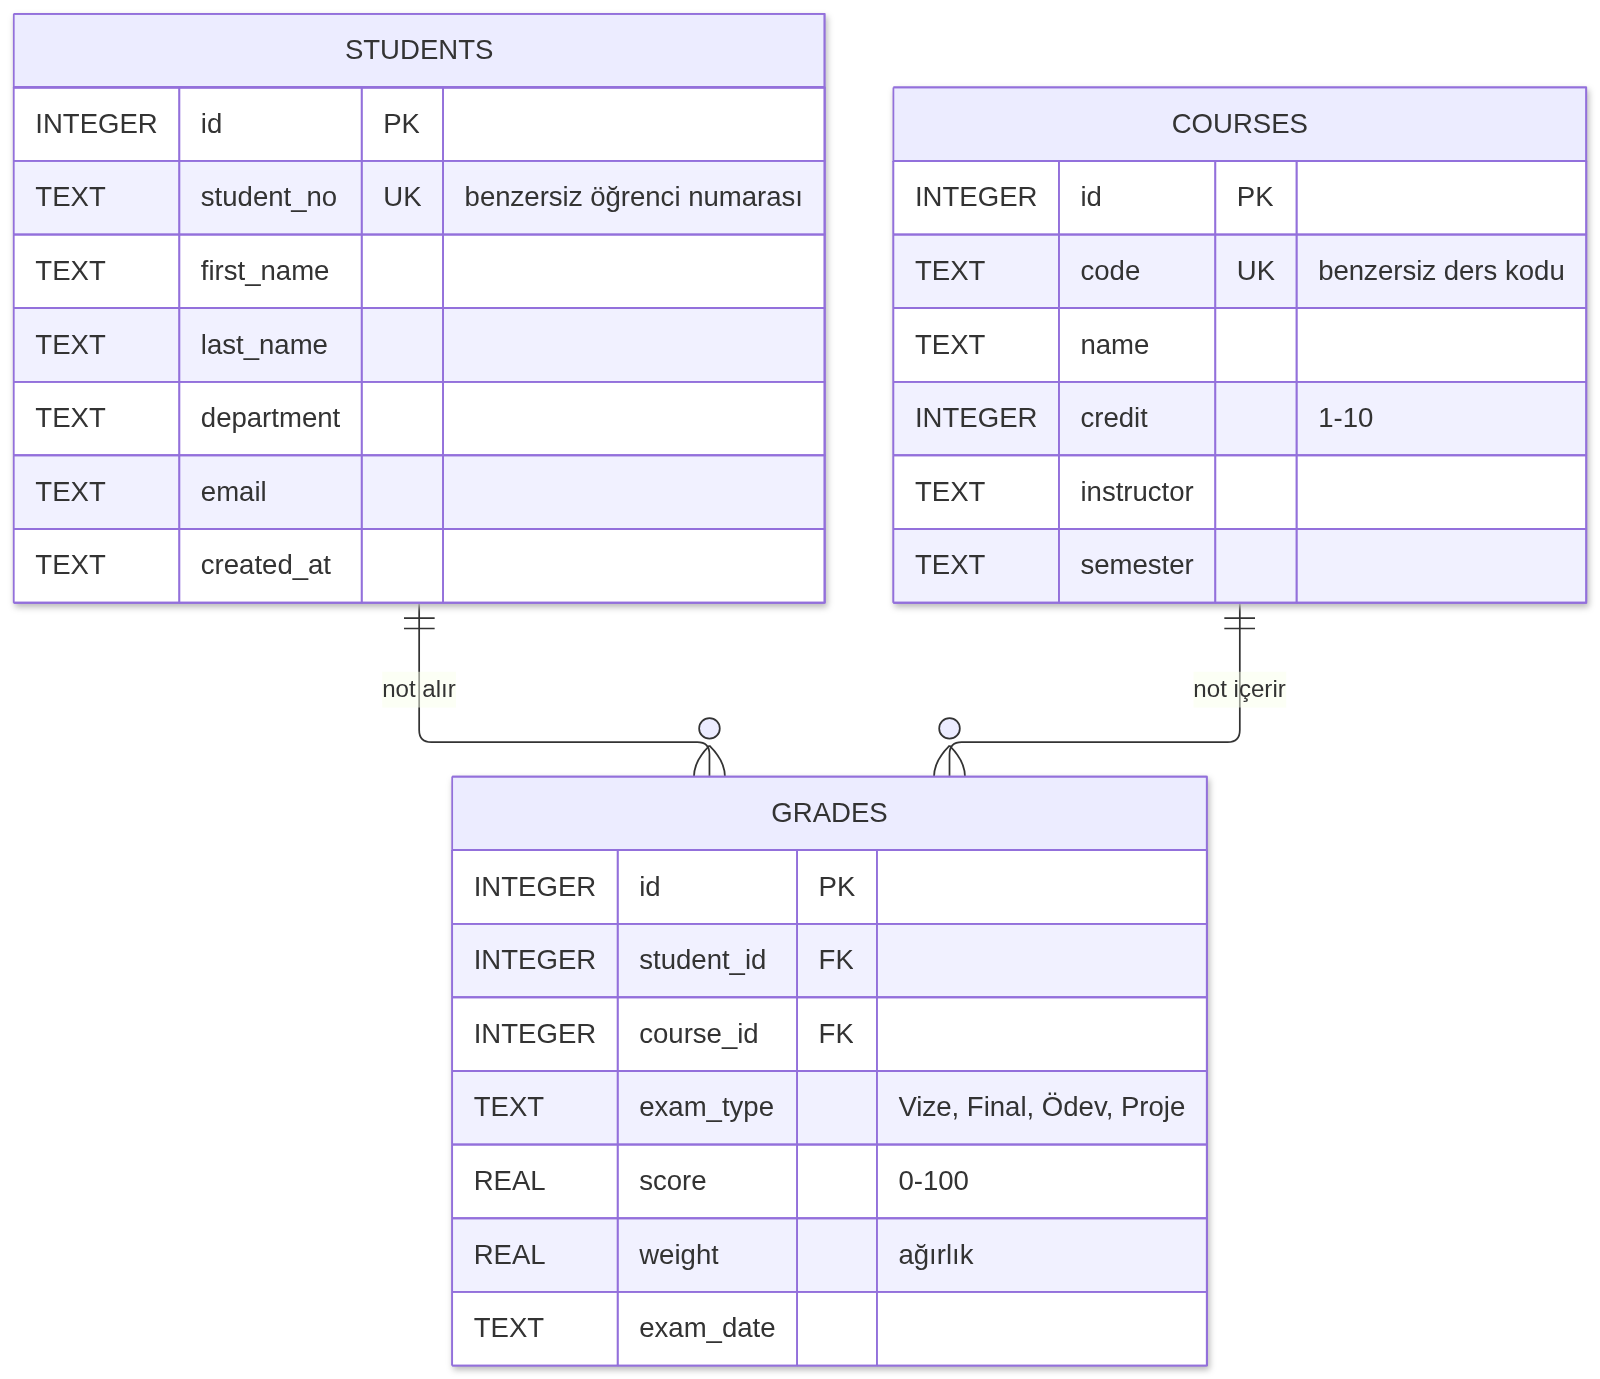 STUDENTS
INTEGER id PK
TEXT student_no UK benzersiz öğrenci numarası
TEXT first_name
TEXT last_name
TEXT department
TEXT email
TEXT created_at
COURSES
INTEGER id PK
TEXT code UK benzersiz ders kodu
TEXT name
INTEGER credit 1-10
TEXT instructor
TEXT semester
not alır
not içerir
GRADES
INTEGER id PK
INTEGER student_id FK
INTEGER course_id FK
TEXT exam_type Vize, Final, Ödev, Proje
REAL score 0-100
REAL weight ağırlık
TEXT exam_date